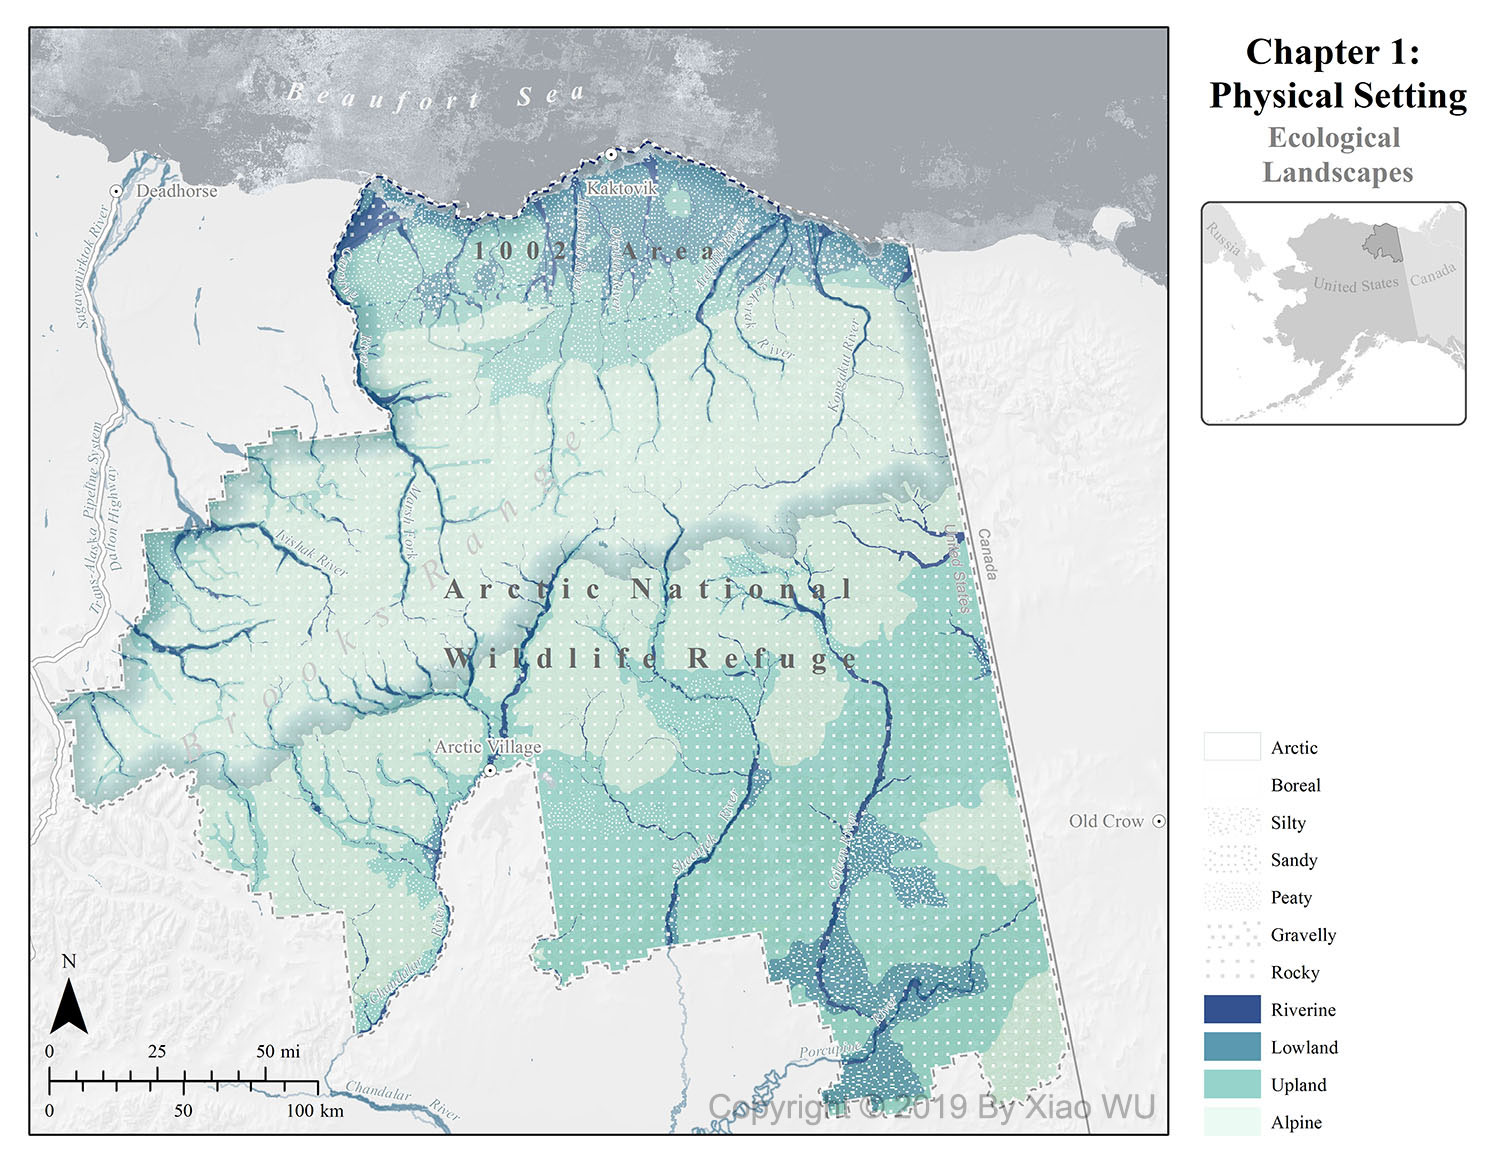 Chapter 1:
Physical Setting
Ecological
Landscapes
Russia
United States
Canada
Beaufort Sea
Deadhorse
Kaktovik
1002 Area
Sagavanirktok River
Kongakut River
River
Trans-Alaska Pipeline System
Dalton Highway
Marsh Fork
Ivishak River
Brooks Range
Arctic National
Wildlife Refuge
Canada
United States
Arctic Village
Old Crow
Sheenjek River
Coleen River
Chandalar River
Porcupine River
Chandalar River
N
0 25 50 mi
0 50 100 km
Arctic
Boreal
Silty
Sandy
Peaty
Gravelly
Rocky
Riverine
Lowland
Upland
Alpine
Copyright © 2019 By Xiao WU